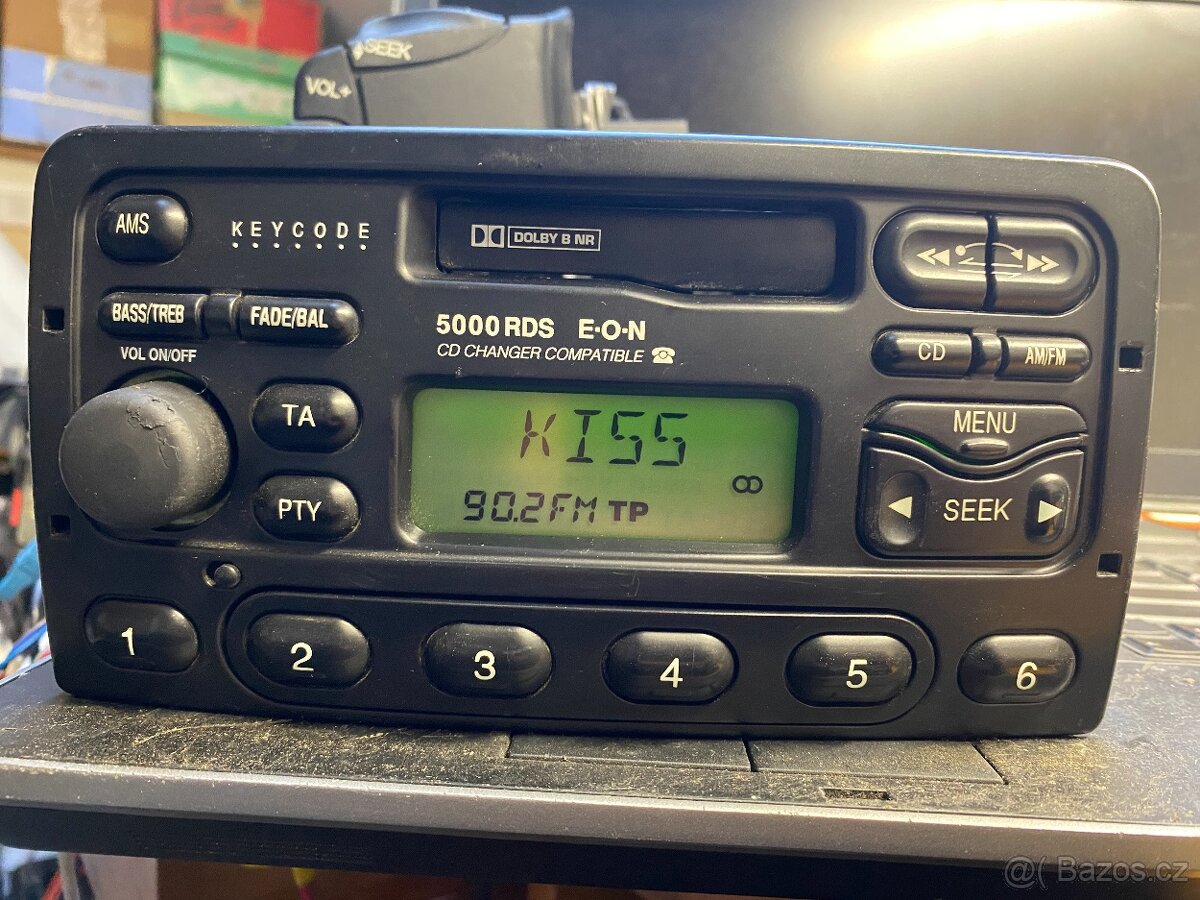 SEEK
VOL+
AMS
KEYCODE
DOLBY B NR
BASS/TREB
FADE/BAL
5000 RDS E·O·N
CD CHANGER COMPATIBLE
VOL ON/OFF
CD
AM/FM
TA
KISS
MENU
PTY
90.2FM TP
SEEK
1
2
3
4
5
6
@( Bazos.cz